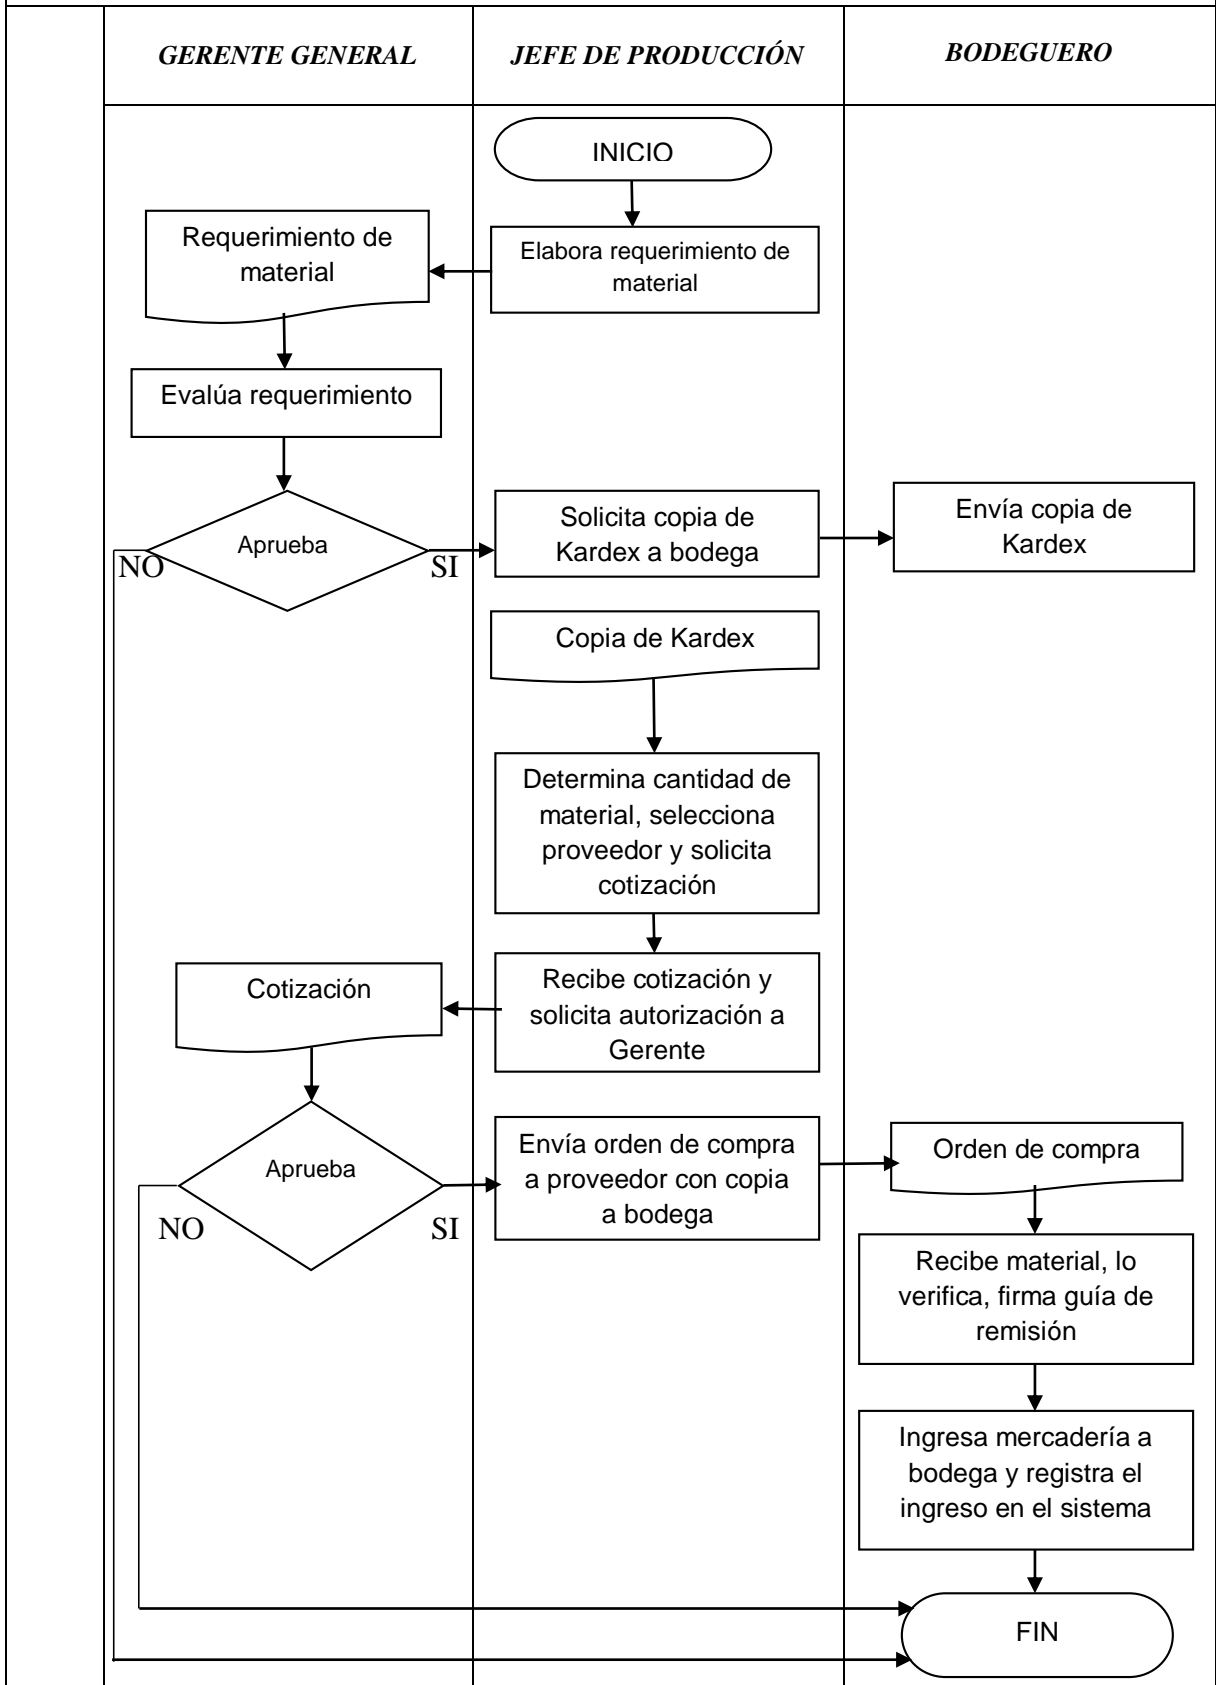 GERENTE GENERAL
JEFE DE PRODUCCIÓN
BODEGUERO
INICIO
Requerimiento de
material
Elabora requerimiento de
material
Evalúa requerimiento
Aprueba
NO
SI
Solicita copia de
Kardex a bodega
Envía copia de
Kardex
Copia de Kardex
Determina cantidad de
material, selecciona
proveedor y solicita
cotización
Cotización
Recibe cotización y
solicita autorización a
Gerente
Aprueba
NO
SI
Envía orden de compra
a proveedor con copia
a bodega
Orden de compra
Recibe material, lo
verifica, firma guía de
remisión
Ingresa mercadería a
bodega y registra el
ingreso en el sistema
FIN